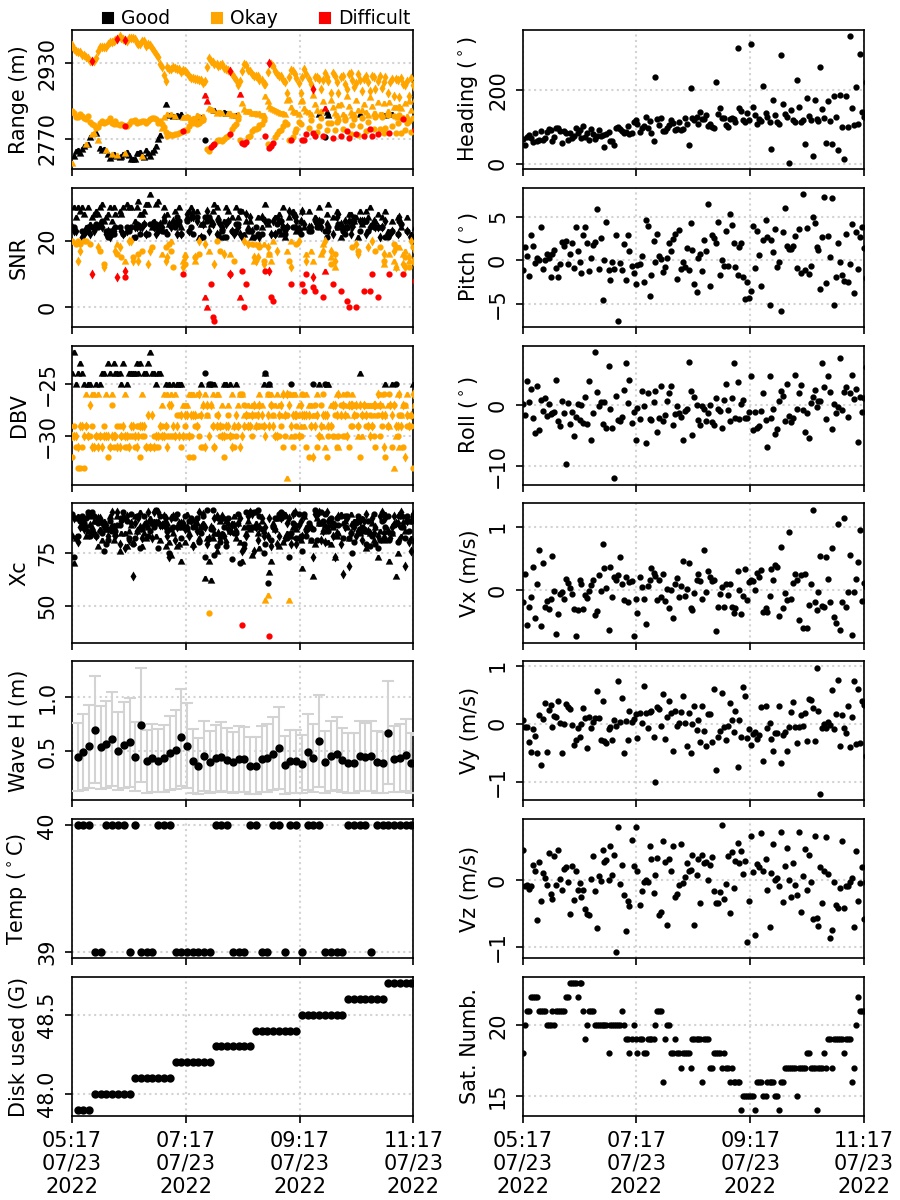 Good Okay Difficult
Range (m)
2930
2770
Heading (°)
200
0
SNR
20
0
Pitch (°)
5
0
−5
DBV
−25
−30
Roll (°)
0
−10
Xc
75
50
Vx (m/s)
1
0
Wave H (m)
1.0
0.5
Vy (m/s)
1
0
−1
Temp (°C)
40
39
Vz (m/s)
0
−1
Disk used (G)
48.5
48.0
Sat. Numb.
20
15
05:17 07:17 09:17 11:17 05:17 07:17 09:17 11:17
07/23 07/23 07/23 07/23 07/23 07/23 07/23 07/23
2022 2022 2022 2022 2022 2022 2022 2022